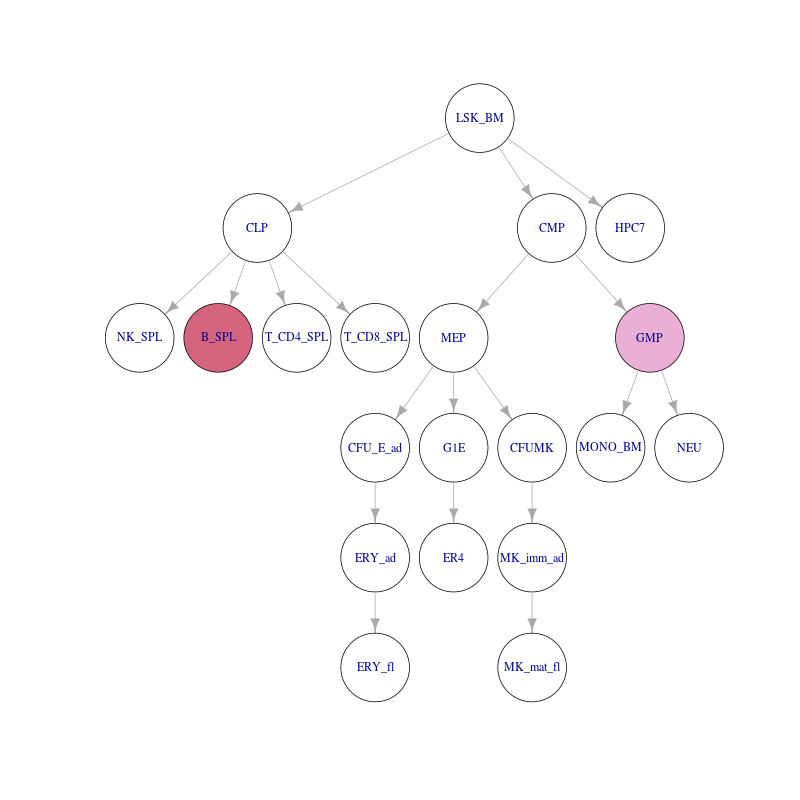 LSK_BM
CLP
CMP
HPC7
NK_SPL
B_SPL
T_CD4_SPL
T_CD8_SPL
MEP
GMP
CFU_E_ad
G1E
CFUMK
MONO_BM
NEU
ERY_ad
ER4
MK_imm_ad
ERY_fl
MK_mat_fl